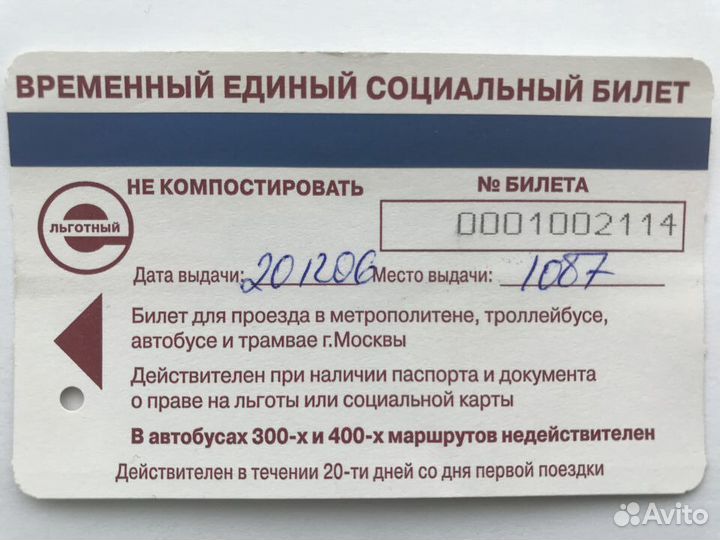 ВРЕМЕННЫЙ ЕДИНЫЙ СОЦИАЛЬНЫЙ БИЛЕТ
НЕ КОМПОСТИРОВАТЬ № БИЛЕТА
ЛЬГОТНЫЙ
0001002114
Дата выдачи: 201206 Место выдачи: 1087
Билет для проезда в метрополитене, троллейбусе,
автобусе и трамвае г.Москвы
Действителен при наличии паспорта и документа
о праве на льготы или социальной карты
В автобусах 300-х и 400-х маршрутов недействителен
Действителен в течении 20-ти дней со дня первой поездки
Avito